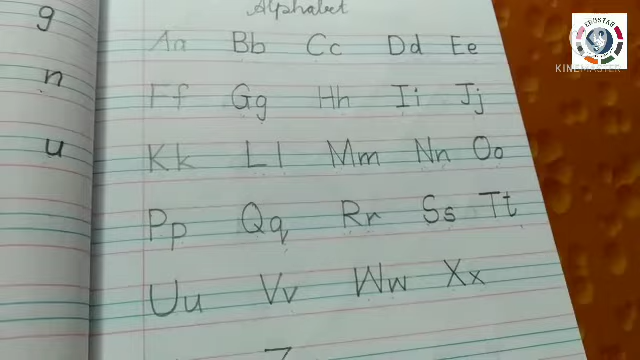 Alphabet
g
n
u
Aa Bb Cc Dd Ee
Ff Gg Hh Ii Jj
Kk Ll Mm Nn Oo
Pp Qq Rr Ss Tt
Uu Vv Ww Xx
EDUSTAR
KINEMASTER